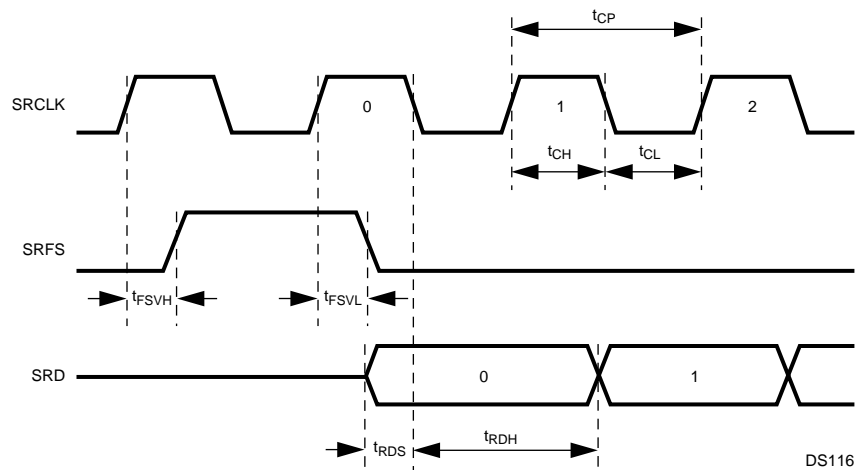 tCP
SRCLK
0
1
2
tCH
tCL
SRFS
tFSVH
tFSVL
SRD
0
1
tRDS
tRDH
DS116